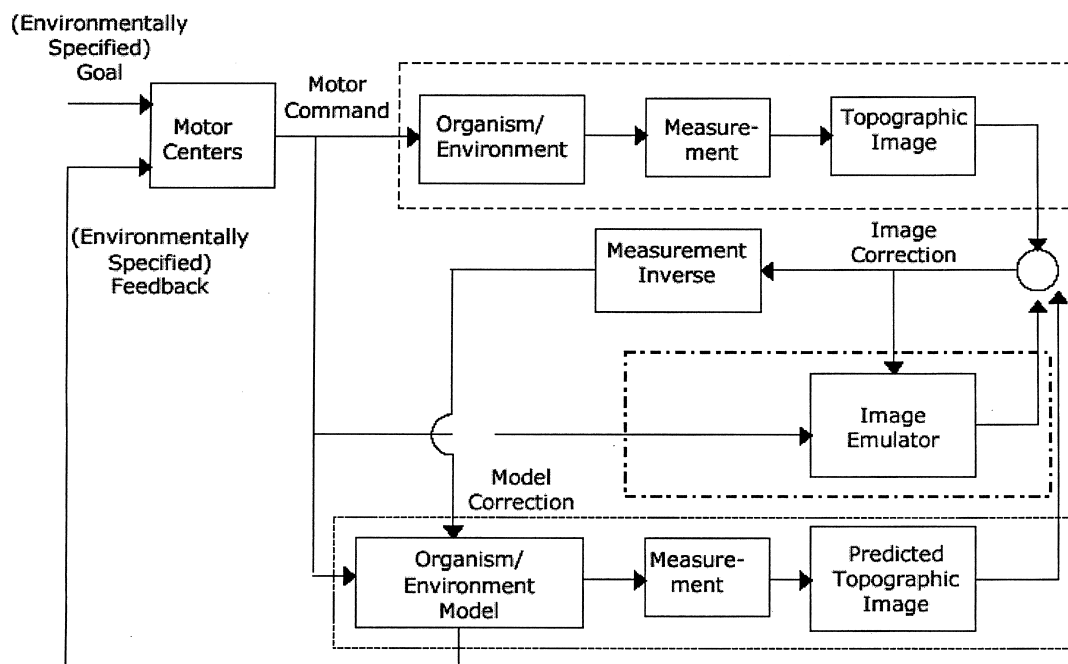 (Environmentally
Specified)
Goal
Motor
Centers
Motor
Command
Organism/
Environment
Measure-
ment
Topographic
Image
(Environmentally
Specified)
Feedback
Measurement
Inverse
Image
Correction
Image
Emulator
Model
Correction
Organism/
Environment
Model
Measure-
ment
Predicted
Topographic
Image